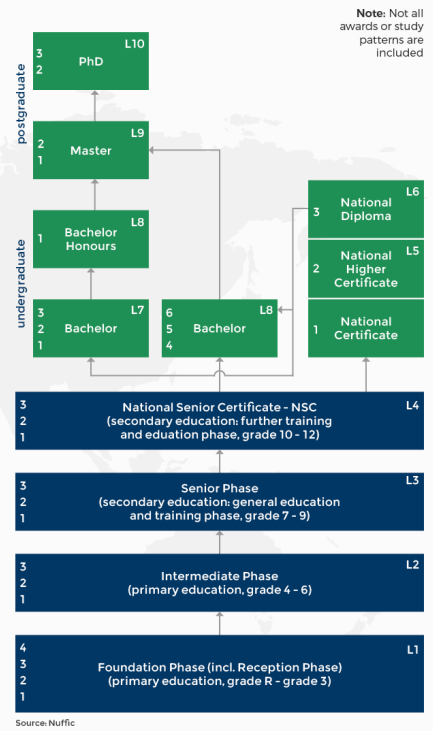 Note: Not all
awards or study
patterns are
included
postgraduate
undergraduate
L10
3
2
PhD
L9
2
1
Master
L8
1
Bachelor
Honours
L7
3
2
1
Bachelor
L8
6
5
4
Bachelor
L6
3
National
Diploma
L5
2
National
Higher
Certificate
1
National
Certificate
L4
3
2
1
National Senior Certificate - NSC
(secondary education: further training
and eduation phase, grade 10 - 12)
L3
3
2
1
Senior Phase
(secondary education: general education
and training phase, grade 7 - 9)
L2
3
2
1
Intermediate Phase
(primary education, grade 4 - 6)
L1
4
3
2
1
Foundation Phase (incl. Reception Phase)
(primary education, grade R - grade 3)
Source: Nuffic